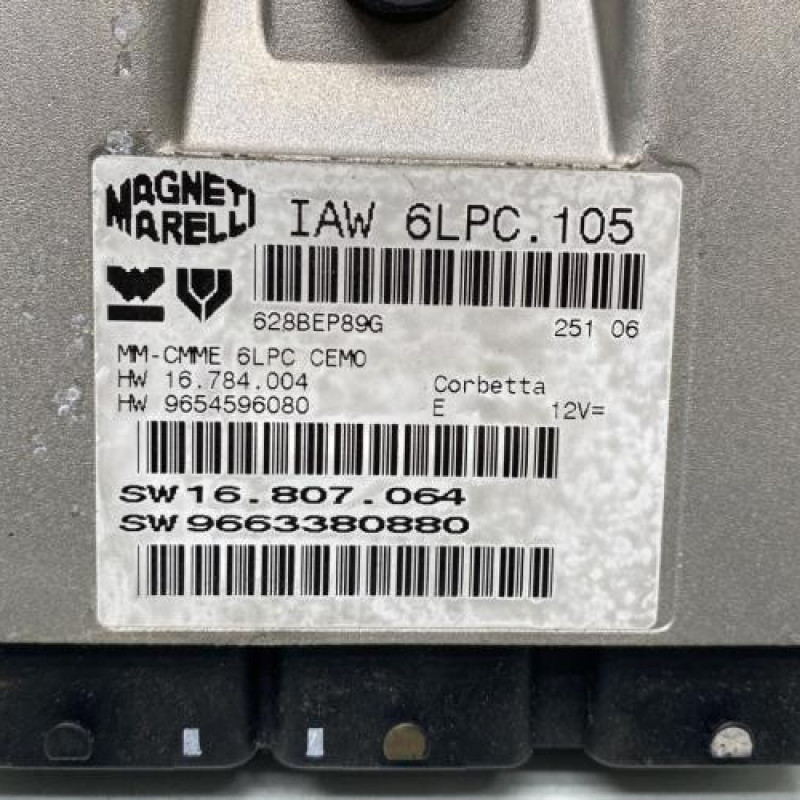 MAGNETI
MARELLI
IAW 6LPC.105
628BEP89G 251 06
MM-CMME 6LPC CEMO
HW 16.784.004 Corbetta
HW 9654596080 E 12V=
SW 16.807.064
SW 9663380880